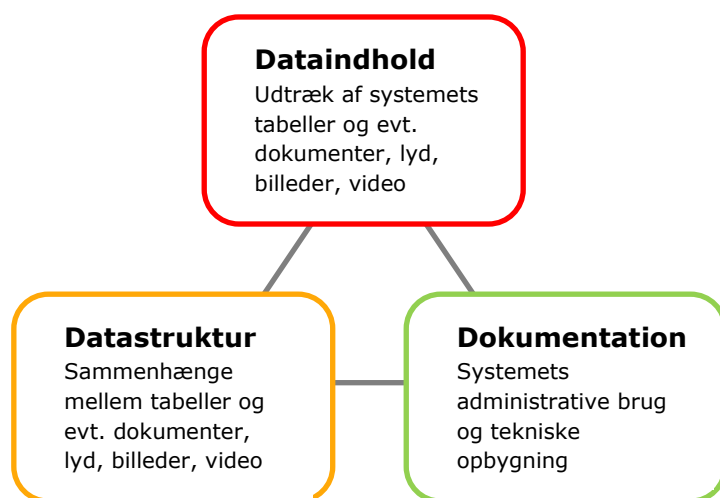 Dataindhold
Udtræk af systemets
tabeller og evt.
dokumenter, lyd,
billeder, video
Datastruktur
Sammenhænge
mellem tabeller og
evt. dokumenter,
lyd, billeder, video
Dokumentation
Systemets
administrative brug
og tekniske
opbygning